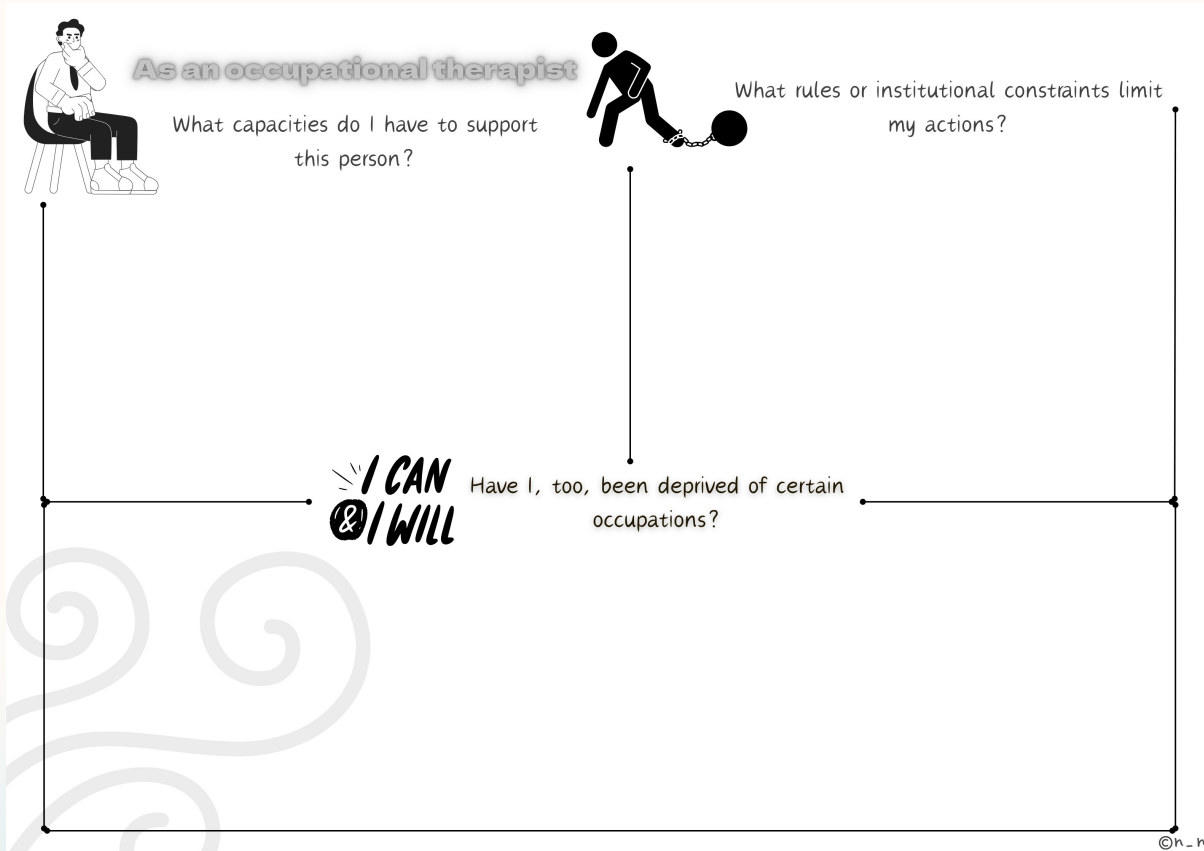 As an occupational therapist
What capacities do I have to support
this person?
What rules or institutional constraints limit
my actions?
I CAN
& I WILL
Have I, too, been deprived of certain
occupations?